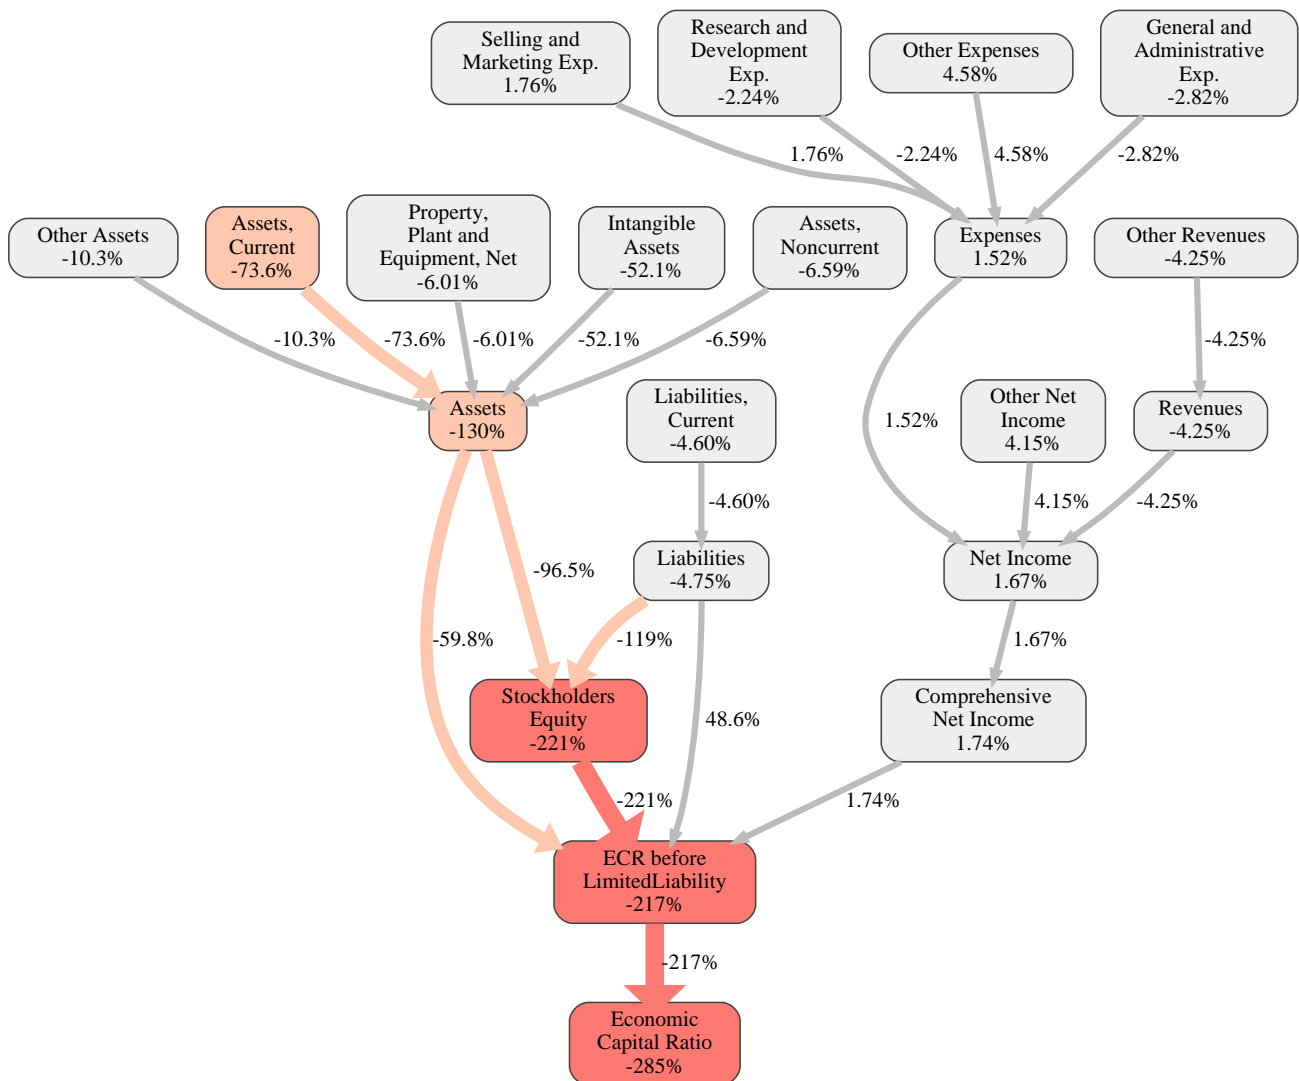 Selling and
Marketing Exp.
1.76%
Research and
Development
Exp.
-2.24%
Other Expenses
4.58%
General and
Administrative
Exp.
-2.82%
1.76%
-2.24%
4.58%
-2.82%
Other Assets
-10.3%
Assets,
Current
-73.6%
Property,
Plant and
Equipment, Net
-6.01%
Intangible
Assets
-52.1%
Assets,
Noncurrent
-6.59%
Expenses
1.52%
Other Revenues
-4.25%
-10.3%
-73.6%
-6.01%
-52.1%
-6.59%
-4.25%
Assets
-130%
Liabilities,
Current
-4.60%
1.52%
Other Net
Income
4.15%
Revenues
-4.25%
-4.60%
4.15%
-4.25%
-96.5%
Liabilities
-4.75%
Net Income
1.67%
-59.8%
-119%
1.67%
Stockholders
Equity
-221%
48.6%
Comprehensive
Net Income
1.74%
-221%
1.74%
ECR before
LimitedLiability
-217%
-217%
Economic
Capital Ratio
-285%